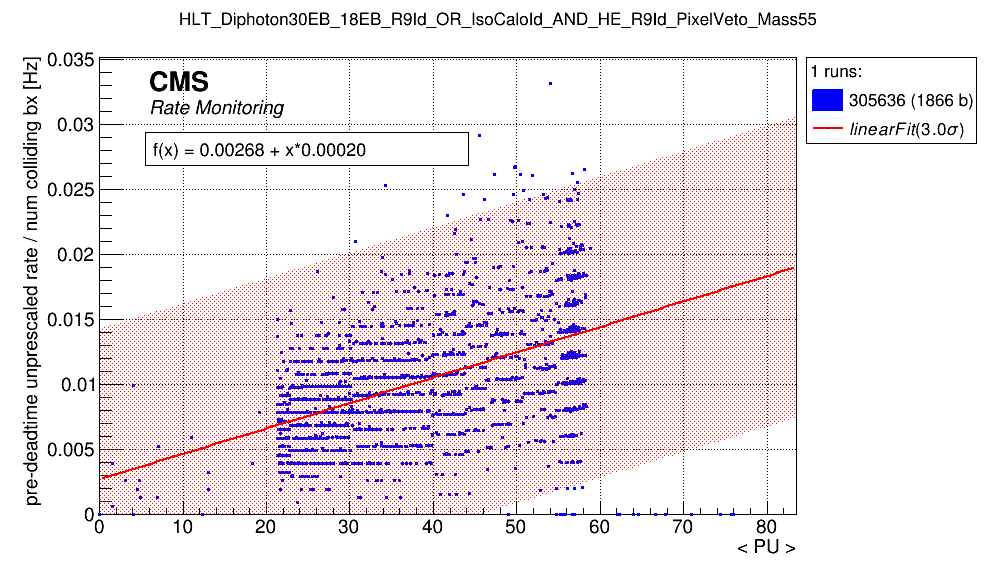 HLT_Diphoton30EB_18EB_R9Id_OR_IsoCaloId_AND_HE_R9Id_PixelVeto_Mass55
pre-deadtime unprescaled rate / num colliding bx [Hz]
0.035
0.03
0.025
0.02
0.015
0.01
0.005
0
CMS
Rate Monitoring
f(x) = 0.00268 + x*0.00020
0 10 20 30 40 50 60 70 80
< PU >
1 runs:
305636 (1866 b)
linearFit(3.0σ)